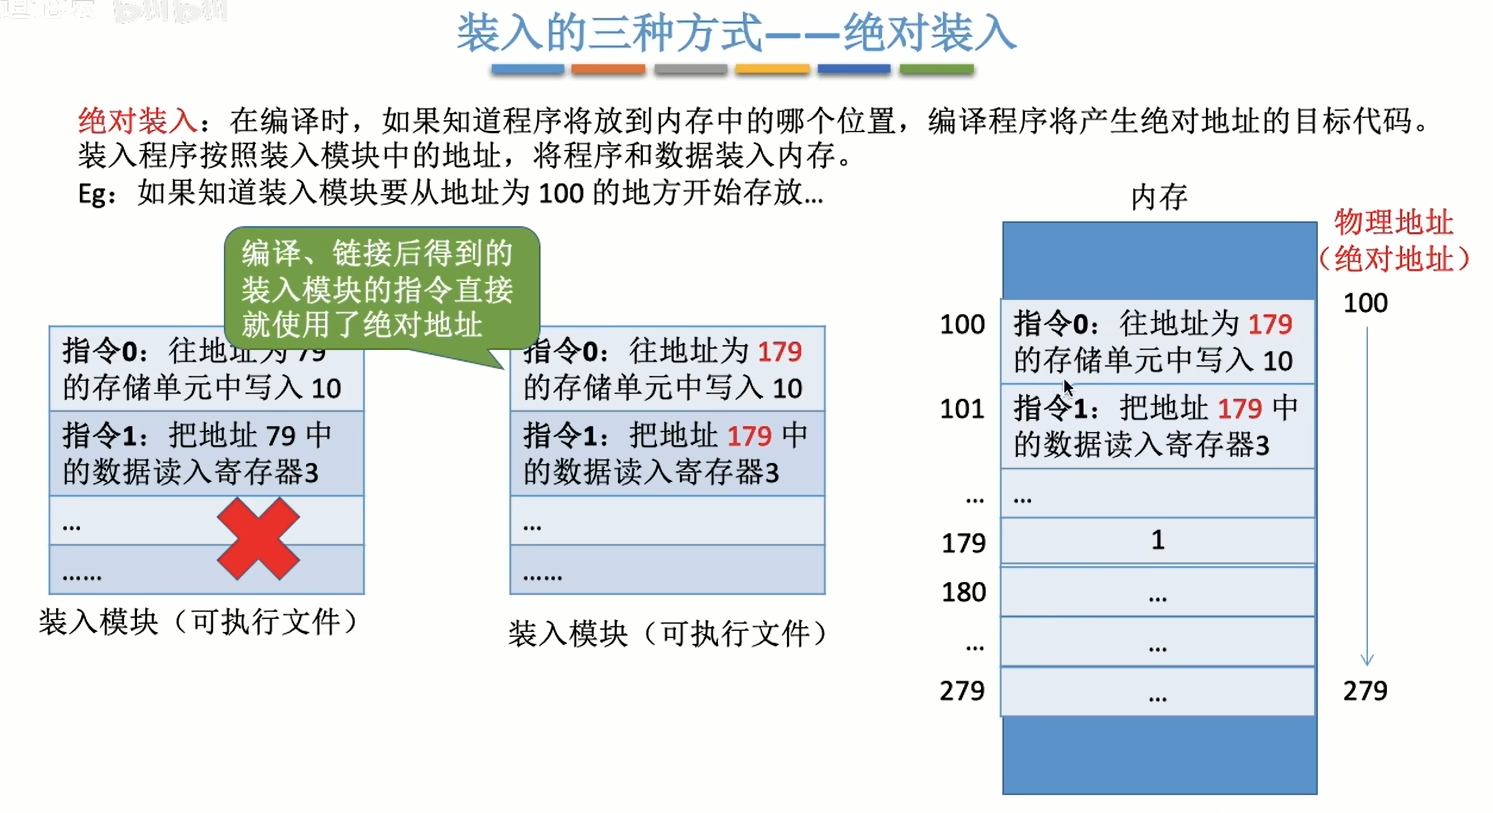 装入的三种方式——绝对装入
绝对装入：在编译时，如果知道程序将放到内存中的哪个位置，编译程序将产生绝对地址的目标代码。
装入程序按照装入模块中的地址，将程序和数据装入内存。
Eg：如果知道装入模块要从地址为 100 的地方开始存放...
编译、链接后得到的
装入模块的指令直接
就使用了绝对地址
指令0：往地址为 79
的存储单元中写入 10
指令1：把地址 79 中
的数据读入寄存器3
...
......
装入模块（可执行文件）
指令0：往地址为 179
的存储单元中写入 10
指令1：把地址 179 中
的数据读入寄存器3
...
......
装入模块（可执行文件）
内存
物理地址
（绝对地址）
100
指令0：往地址为 179
的存储单元中写入 10
100
101
指令1：把地址 179 中
的数据读入寄存器3
...
...
179
1
180
...
...
...
279
...
279